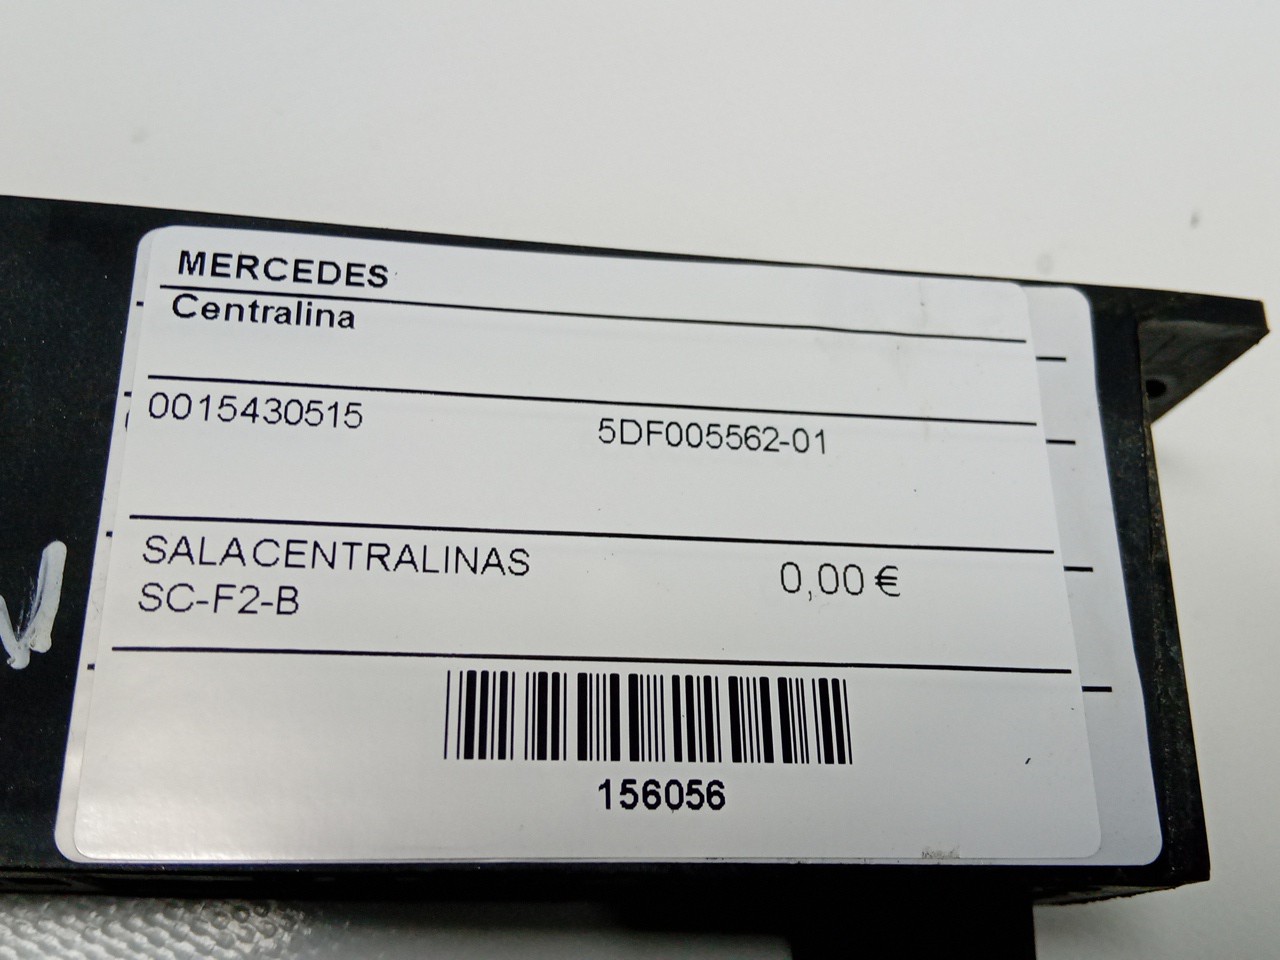 MERCEDES
Centralina
0015430515 5DF005562-01
SALACENTRALINAS 0,00 €
SC-F2-B
156056